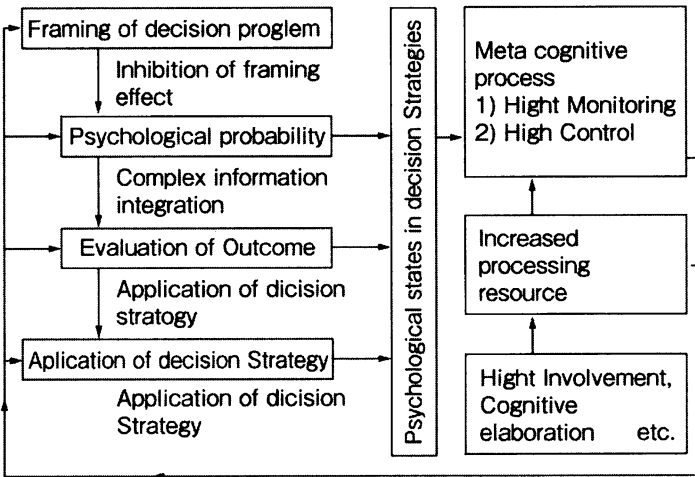 Framing of decision proglem
Inhibition of framing
effect
Psychological probability
Complex information
integration
Evaluation of Outcome
Application of dicision
stratogy
Aplication of decision Strategy
Application of dicision
Strategy
Psychological states in decision Strategies
Meta cognitive
process
1) Hight Monitoring
2) High Control
Increased
processing
resource
Hight Involvement,
Cognitive
elaboration etc.